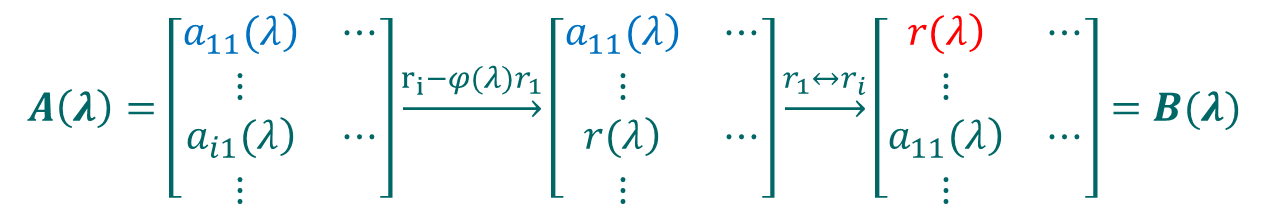 A(λ) = [ a₁₁(λ) ⋯ ⋮ aᵢ₁(λ) ⋯ ⋮ ] rᵢ−φ(λ)r₁ → [ a₁₁(λ) ⋯ ⋮ r(λ) ⋯ ⋮ ] r₁↔rᵢ → [ r(λ) ⋯ ⋮ a₁₁(λ) ⋯ ⋮ ] = B(λ)